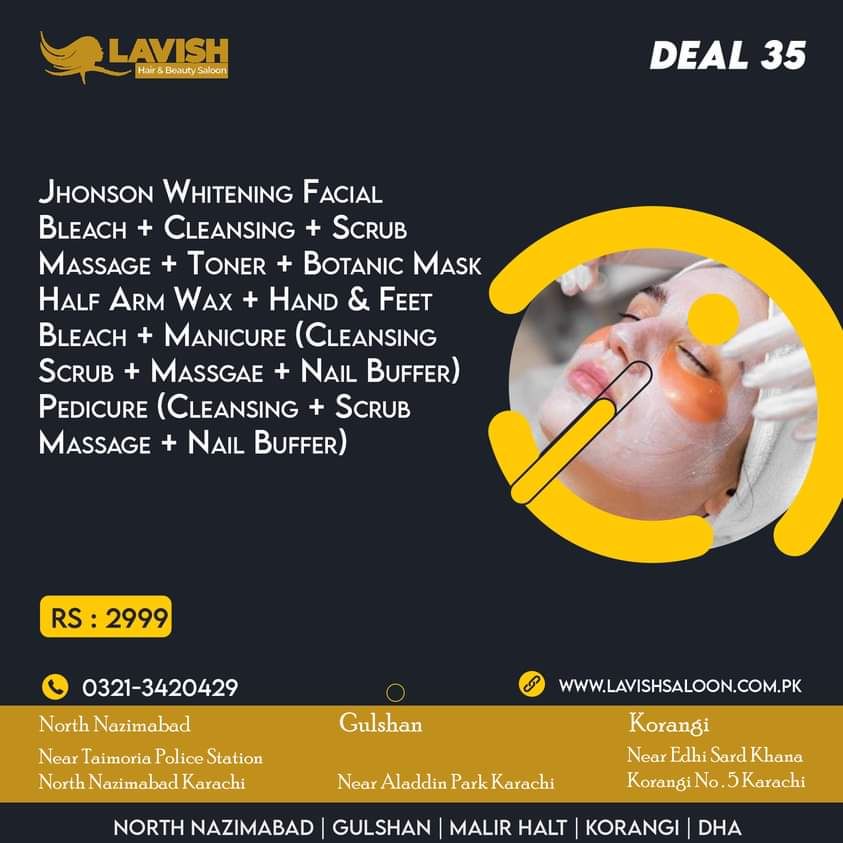 LAVISH
Hair & Beauty Saloon
DEAL 35
Jhonson Whitening Facial
Bleach + Cleansing + Scrub
Massage + Toner + Botanic Mask
Half Arm Wax + Hand & Feet
Bleach + Manicure (Cleansing
Scrub + Massgae + Nail Buffer)
Pedicure (Cleansing + Scrub
Massage + Nail Buffer)
RS : 2999
0321-3420429
WWW.LAVISHSALOON.COM.PK
North Nazimabad
Near Taimoria Police Station
North Nazimabad Karachi
Gulshan
Near Aladdin Park Karachi
Korangi
Near Edhi Sard Khana
Korangi No . 5 Karachi
NORTH NAZIMABAD | GULSHAN | MALIR HALT | KORANGI | DHA